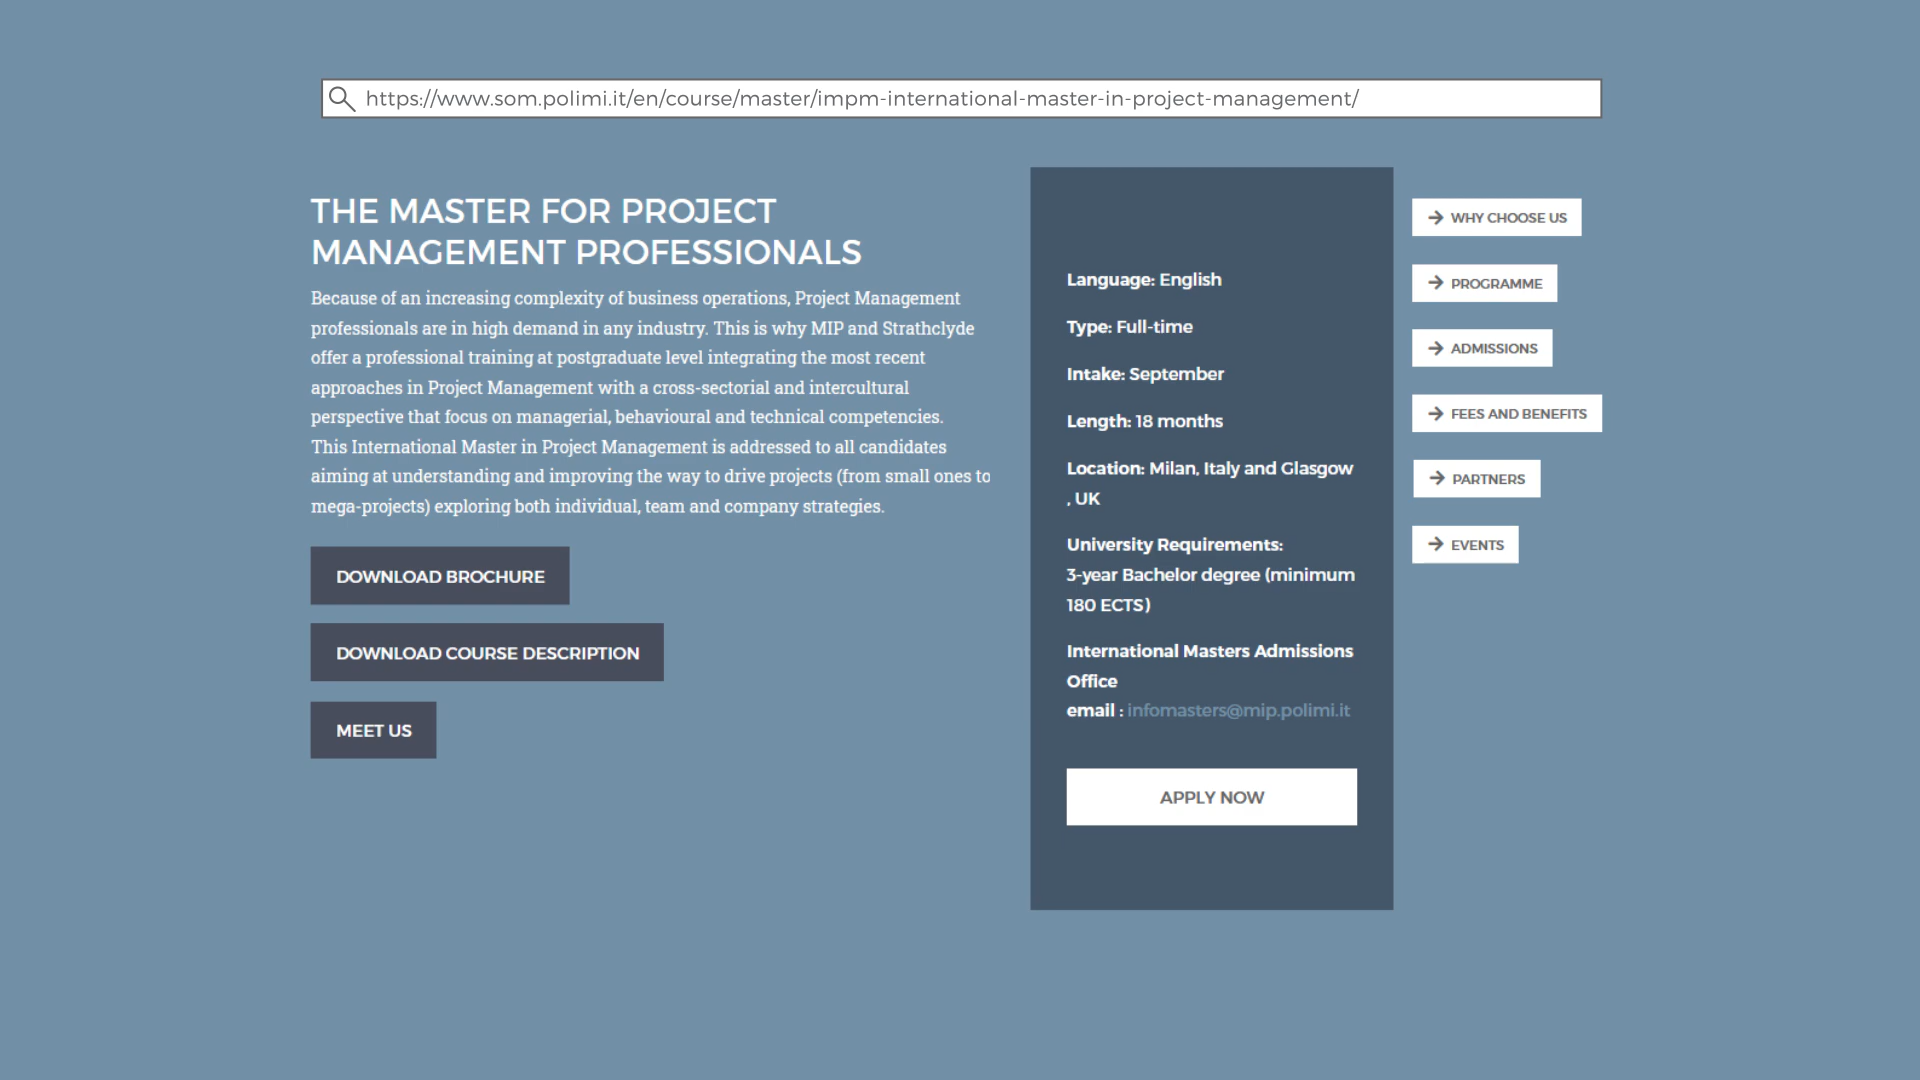 https://www.som.polimi.it/en/course/master/impm-international-master-in-project-management/
THE MASTER FOR PROJECT
MANAGEMENT PROFESSIONALS
Because of an increasing complexity of business operations, Project Management
professionals are in high demand in any industry. This is why MIP and Strathclyde
offer a professional training at postgraduate level integrating the most recent
approaches in Project Management with a cross-sectorial and intercultural
perspective that focus on managerial, behavioural and technical competencies.
This International Master in Project Management is addressed to all candidates
aiming at understanding and improving the way to drive projects (from small ones to
mega-projects) exploring both individual, team and company strategies.
DOWNLOAD BROCHURE
DOWNLOAD COURSE DESCRIPTION
MEET US
Language: English
Type: Full-time
Intake: September
Length: 18 months
Location: Milan, Italy and Glasgow
, UK
University Requirements:
3-year Bachelor degree (minimum
180 ECTS)
International Masters Admissions
Office
email : infomasters@mip.polimi.it
APPLY NOW
WHY CHOOSE US
PROGRAMME
ADMISSIONS
FEES AND BENEFITS
PARTNERS
EVENTS